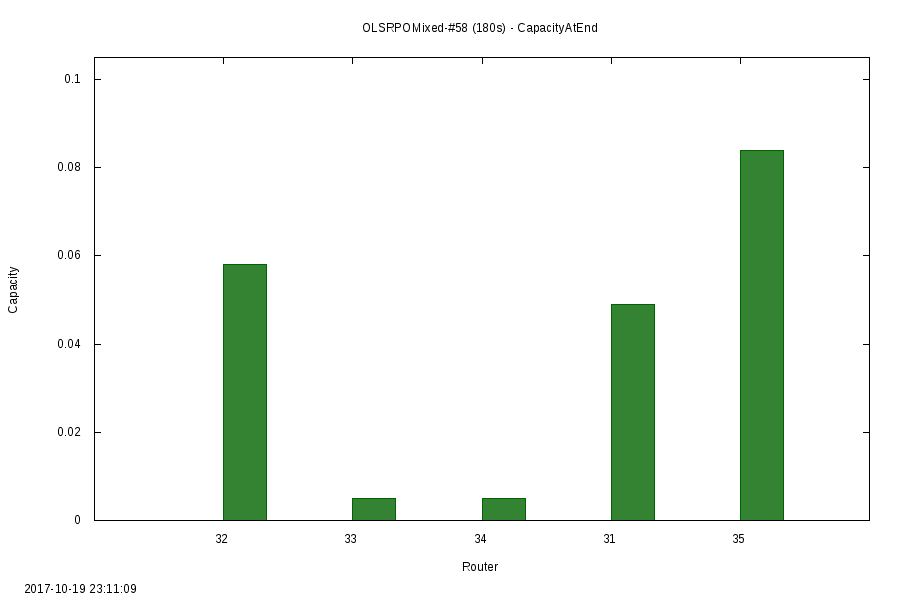 OLSRPOMixed-#58 (180s) - CapacityAtEnd
0.1
0.08
0.06
0.04
0.02
0
Capacity
32 33 34 31 35
Router
2017-10-19 23:11:09